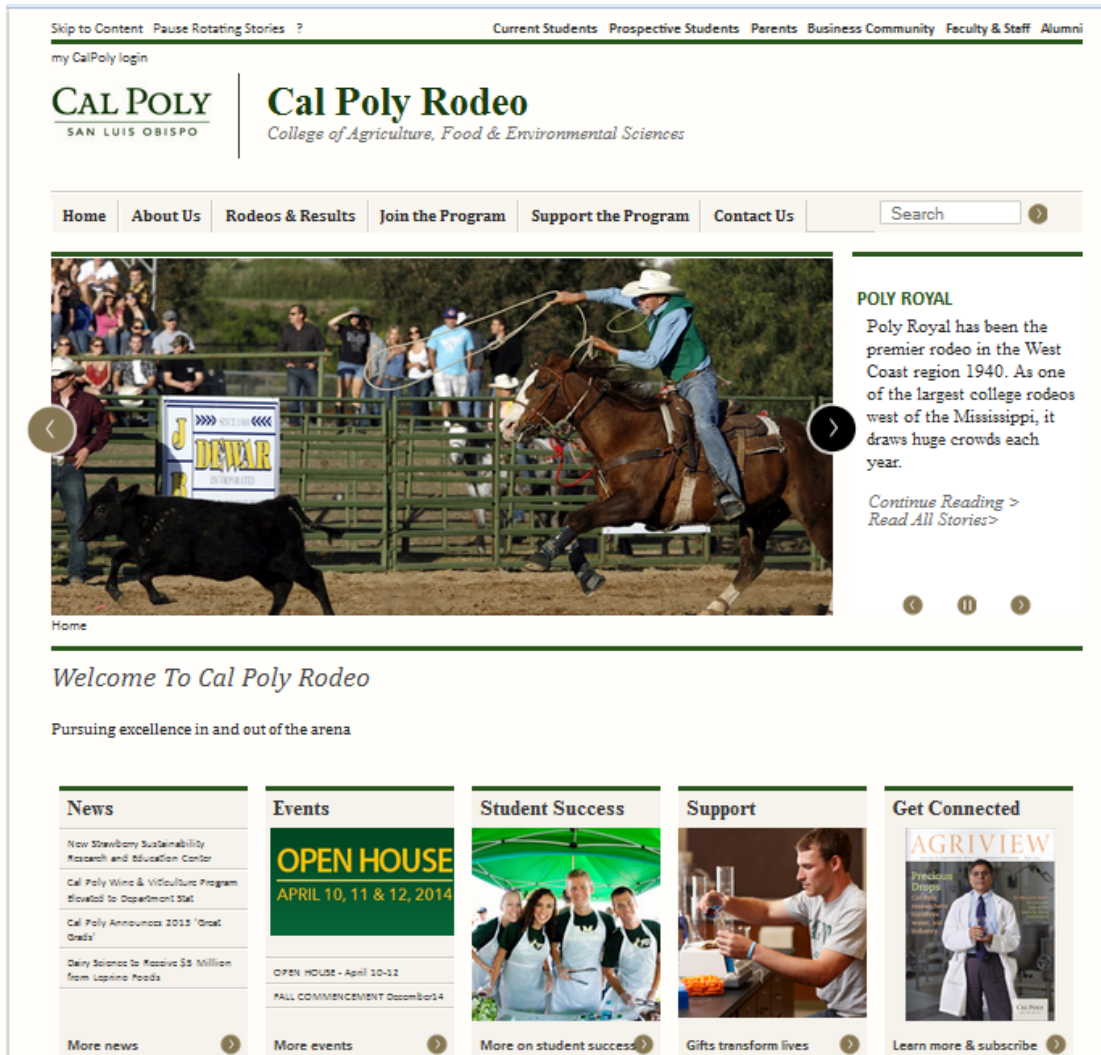 Skip to Content Pause Rotating Stories ?
Current Students Prospective Students Parents Business Community Faculty & Staff Alumni
my CalPoly login
CAL POLY
SAN LUIS OBISPO
Cal Poly Rodeo
College of Agriculture, Food & Environmental Sciences
Home About Us Rodeos & Results Join the Program Support the Program Contact Us
Search
SINCE
J DEWAR
INCORPORATED
POLY ROYAL
Poly Royal has been the
premier rodeo in the West
Coast region 1940. As one
of the largest college rodeos
west of the Mississippi, it
draws huge crowds each
year.
Continue Reading >
Read All Stories>
Home
Welcome To Cal Poly Rodeo
Pursuing excellence in and out of the arena
News
New Strawberry Sustainability
Research and Education Center
Cal Poly Wine & Viticulture Program
Elevated to Department Stat
Cal Poly Announces 2013 'Great
Grads'
Dairy Science to Receive $5 Million
from Leprino Foods
More news
Events
OPEN HOUSE
APRIL 10, 11 & 12, 2014
OPEN HOUSE - April 10-12
FALL COMMENCEMENT December14
More events
Student Success
More on student success
Support
Gifts transform lives
Get Connected
AGRIVIEW
Precious
Drops
Cal Poly
CAL POLY
Learn more & subscribe